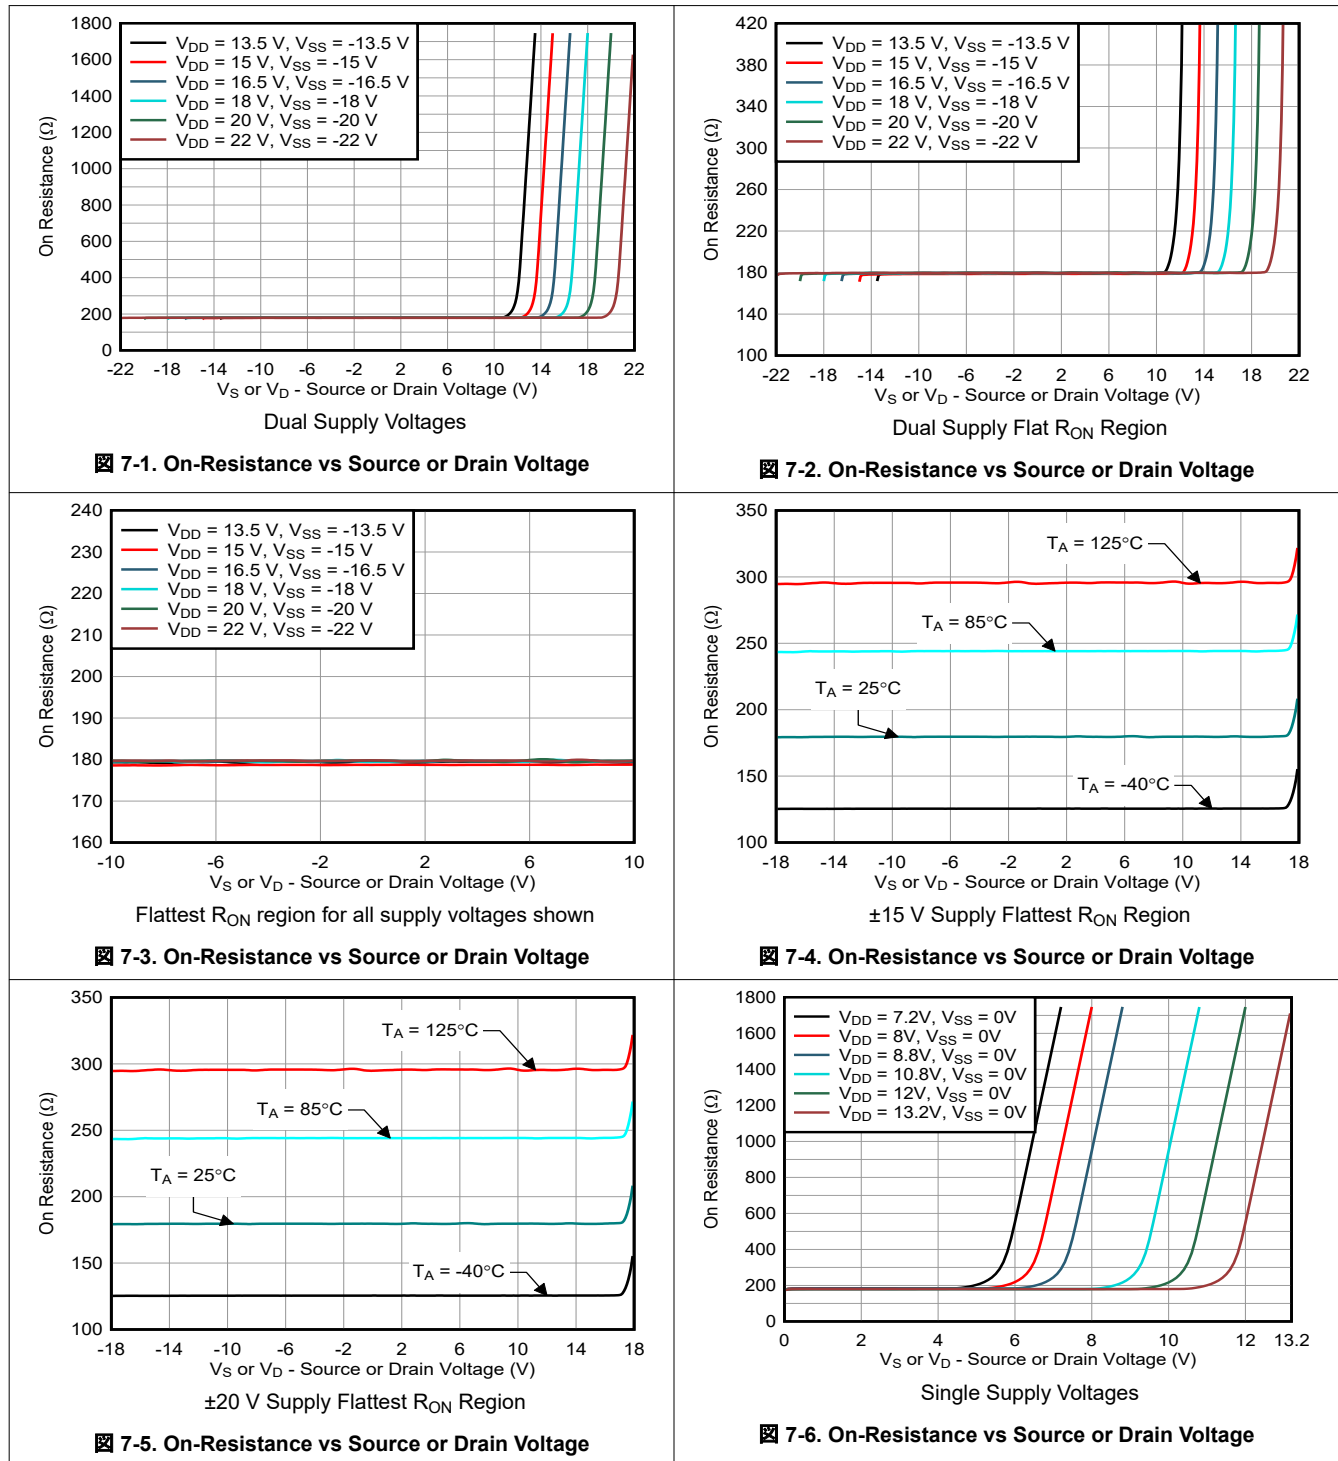 1800
1600
1400
1200
1000
800
600
400
200
0
On Resistance (Ω)
VDD = 13.5 V, VSS = -13.5 V
VDD = 15 V, VSS = -15 V
VDD = 16.5 V, VSS = -16.5 V
VDD = 18 V, VSS = -18 V
VDD = 20 V, VSS = -20 V
VDD = 22 V, VSS = -22 V
-22 -18 -14 -10 -6 -2 2 6 10 14 18 22
VS or VD - Source or Drain Voltage (V)
Dual Supply Voltages
図 7-1. On-Resistance vs Source or Drain Voltage
420
380
340
300
260
220
180
140
100
On Resistance (Ω)
VDD = 13.5 V, VSS = -13.5 V
VDD = 15 V, VSS = -15 V
VDD = 16.5 V, VSS = -16.5 V
VDD = 18 V, VSS = -18 V
VDD = 20 V, VSS = -20 V
VDD = 22 V, VSS = -22 V
-22 -18 -14 -10 -6 -2 2 6 10 14 18 22
VS or VD - Source or Drain Voltage (V)
Dual Supply Flat RON Region
図 7-2. On-Resistance vs Source or Drain Voltage
240
230
220
210
200
190
180
170
160
On Resistance (Ω)
VDD = 13.5 V, VSS = -13.5 V
VDD = 15 V, VSS = -15 V
VDD = 16.5 V, VSS = -16.5 V
VDD = 18 V, VSS = -18 V
VDD = 20 V, VSS = -20 V
VDD = 22 V, VSS = -22 V
-10 -6 -2 2 6 10
VS or VD - Source or Drain Voltage (V)
Flattest RON region for all supply voltages shown
図 7-3. On-Resistance vs Source or Drain Voltage
350
300
250
200
150
100
On Resistance (Ω)
TA = 125°C
TA = 85°C
TA = 25°C
TA = -40°C
-18 -14 -10 -6 -2 2 6 10 14 18
VS or VD - Source or Drain Voltage (V)
±15 V Supply Flattest RON Region
図 7-4. On-Resistance vs Source or Drain Voltage
350
300
250
200
150
100
On Resistance (Ω)
TA = 125°C
TA = 85°C
TA = 25°C
TA = -40°C
-18 -14 -10 -6 -2 2 6 10 14 18
VS or VD - Source or Drain Voltage (V)
±20 V Supply Flattest RON Region
図 7-5. On-Resistance vs Source or Drain Voltage
1800
1600
1400
1200
1000
800
600
400
200
0
On Resistance (Ω)
VDD = 7.2V, VSS = 0V
VDD = 8V, VSS = 0V
VDD = 8.8V, VSS = 0V
VDD = 10.8V, VSS = 0V
VDD = 12V, VSS = 0V
VDD = 13.2V, VSS = 0V
0 2 4 6 8 10 12 13.2
VS or VD - Source or Drain Voltage (V)
Single Supply Voltages
図 7-6. On-Resistance vs Source or Drain Voltage